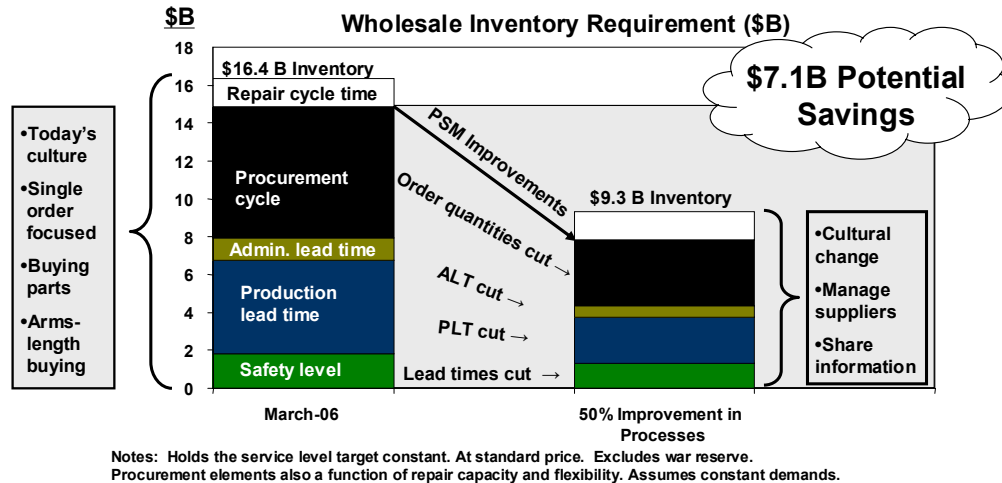 $B
Wholesale Inventory Requirement ($B)
18
16
14
12
10
8
6
4
2
0
$16.4 B Inventory
Repair cycle time
Procurement
cycle
Admin. lead time
Production
lead time
Safety level
•Today’s
culture
•Single
order
focused
•Buying
parts
•Arms-
length
buying
PSM Improvements
Order quantities cut →
ALT cut →
PLT cut →
Lead times cut →
$7.1B Potential
Savings
$9.3 B Inventory
•Cultural
change
•Manage
suppliers
•Share
information
March-06
50% Improvement in
Processes
Notes: Holds the service level target constant. At standard price. Excludes war reserve.
Procurement elements also a function of repair capacity and flexibility. Assumes constant demands.